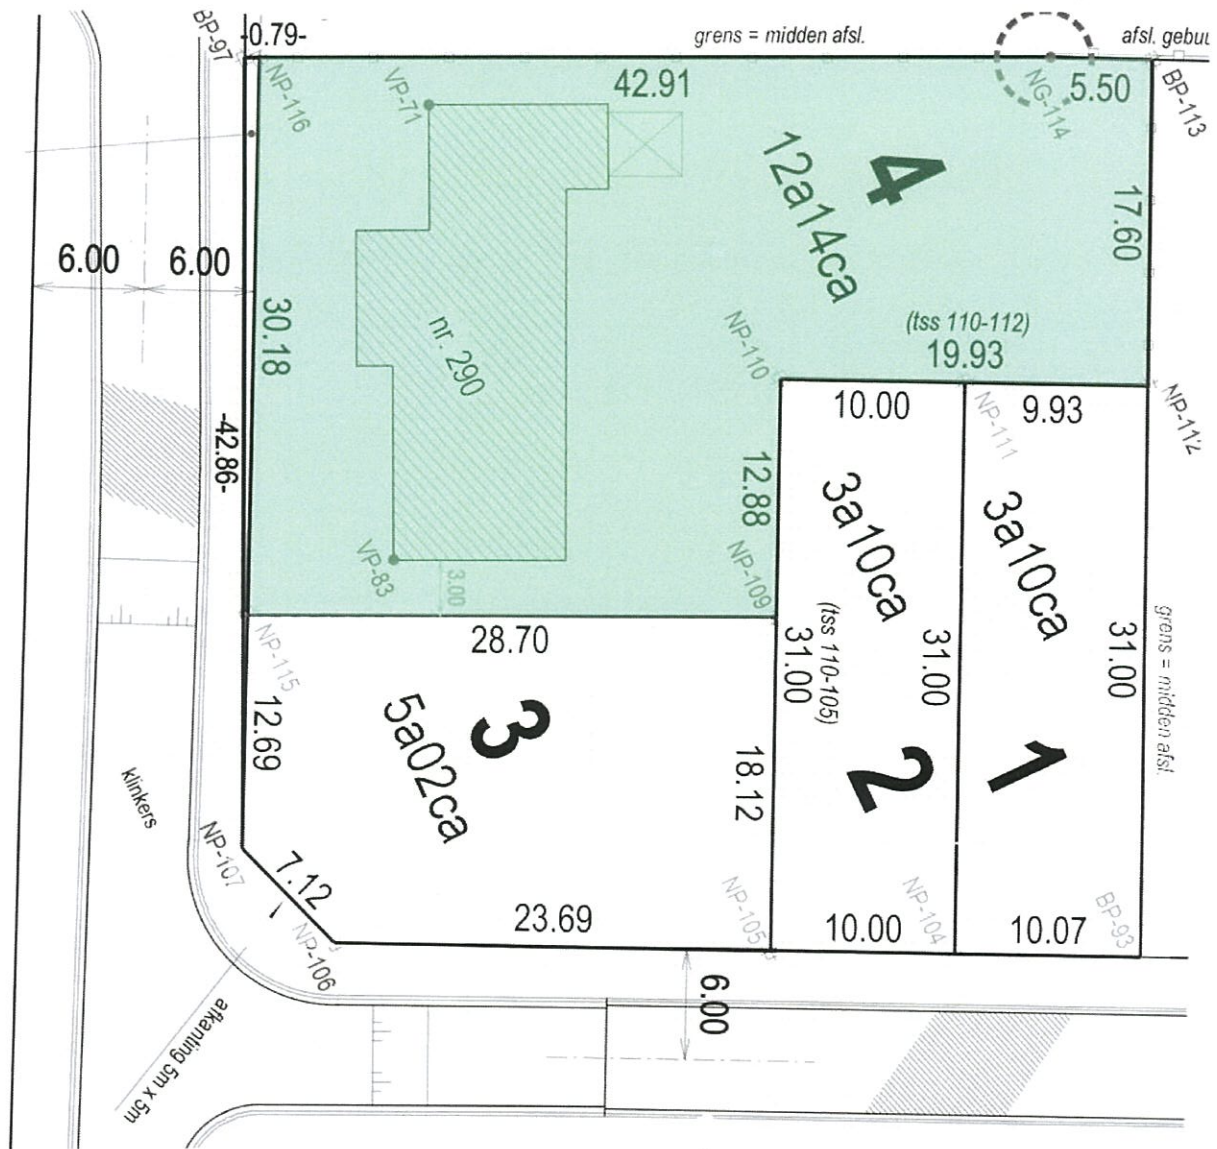 BP-97
-0.79-
grens = midden afsl.
afsl. gebu
NP-116
VP-71
42.91
NG-114
5.50
BP-113
4
12a14ca
17.60
6.00
6.00
30.18
nr. 290
NP-110
(tss 110-112)
19.93
-42.86-
10.00
NP-111
9.93
NP-112
12.88
3a10ca
3a10ca
VP-83
3.00
NP-109
NP-115
28.70
31.00
(tss 110-105)
31.00
31.00
grens = midden afsl.
12.69
3
5a02ca
18.12
2
1
klinkers
NP-107
7.12
NP-106
23.69
NP-105
10.00
NP-104
10.07
BP-93
6.00
afkanting 5m x 5m